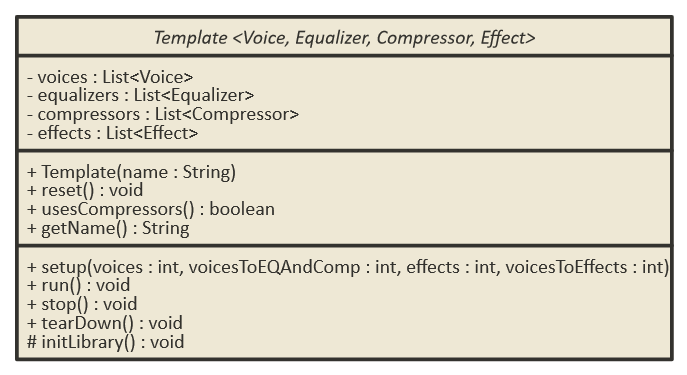 Template <Voice, Equalizer, Compressor, Effect>
- voices : List<Voice>
- equalizers : List<Equalizer>
- compressors : List<Compressor>
- effects : List<Effect>
+ Template(name : String)
+ reset() : void
+ usesCompressors() : boolean
+ getName() : String
+ setup(voices : int, voicesToEQAndComp : int, effects : int, voicesToEffects : int)
+ run() : void
+ stop() : void
+ tearDown() : void
# initLibrary() : void